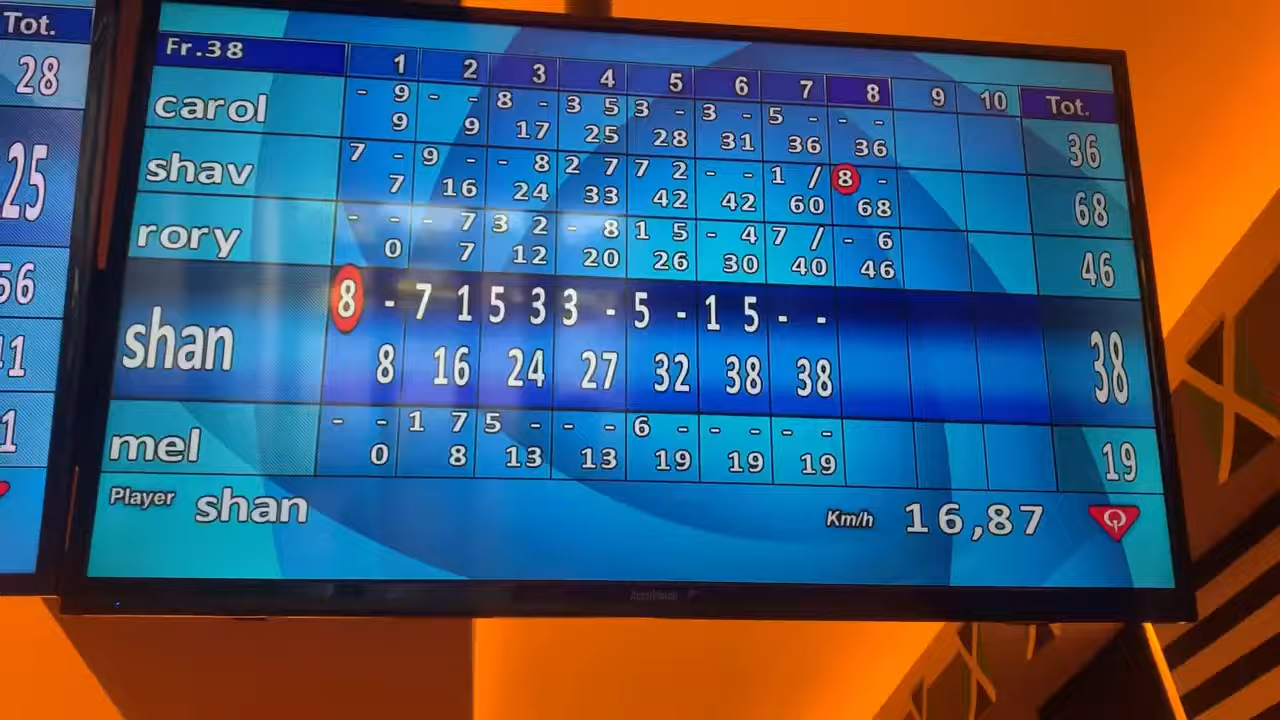 Tot.
28
25
56
41
1
Fr.38 1 2 3 4 5 6 7 8 9 10 Tot.
carol - 9 - - 8 - 3 5 3 - 3 - 5 - - -
9 9 17 25 28 31 36 36 36
shav 7 - 9 - - 8 2 7 7 2 - - 1 / 8 -
7 16 24 33 42 42 60 68 68
rory - - - 7 3 2 - 8 1 5 - 4 7 / - 6
0 7 12 20 26 30 40 46 46
shan 8 - 7 1 5 3 3 - 5 - 1 5 - -
8 16 24 27 32 38 38 38
mel - - 1 7 5 - - - 6 - - - - -
0 8 13 13 19 19 19 19
Player shan Km/h 16,87